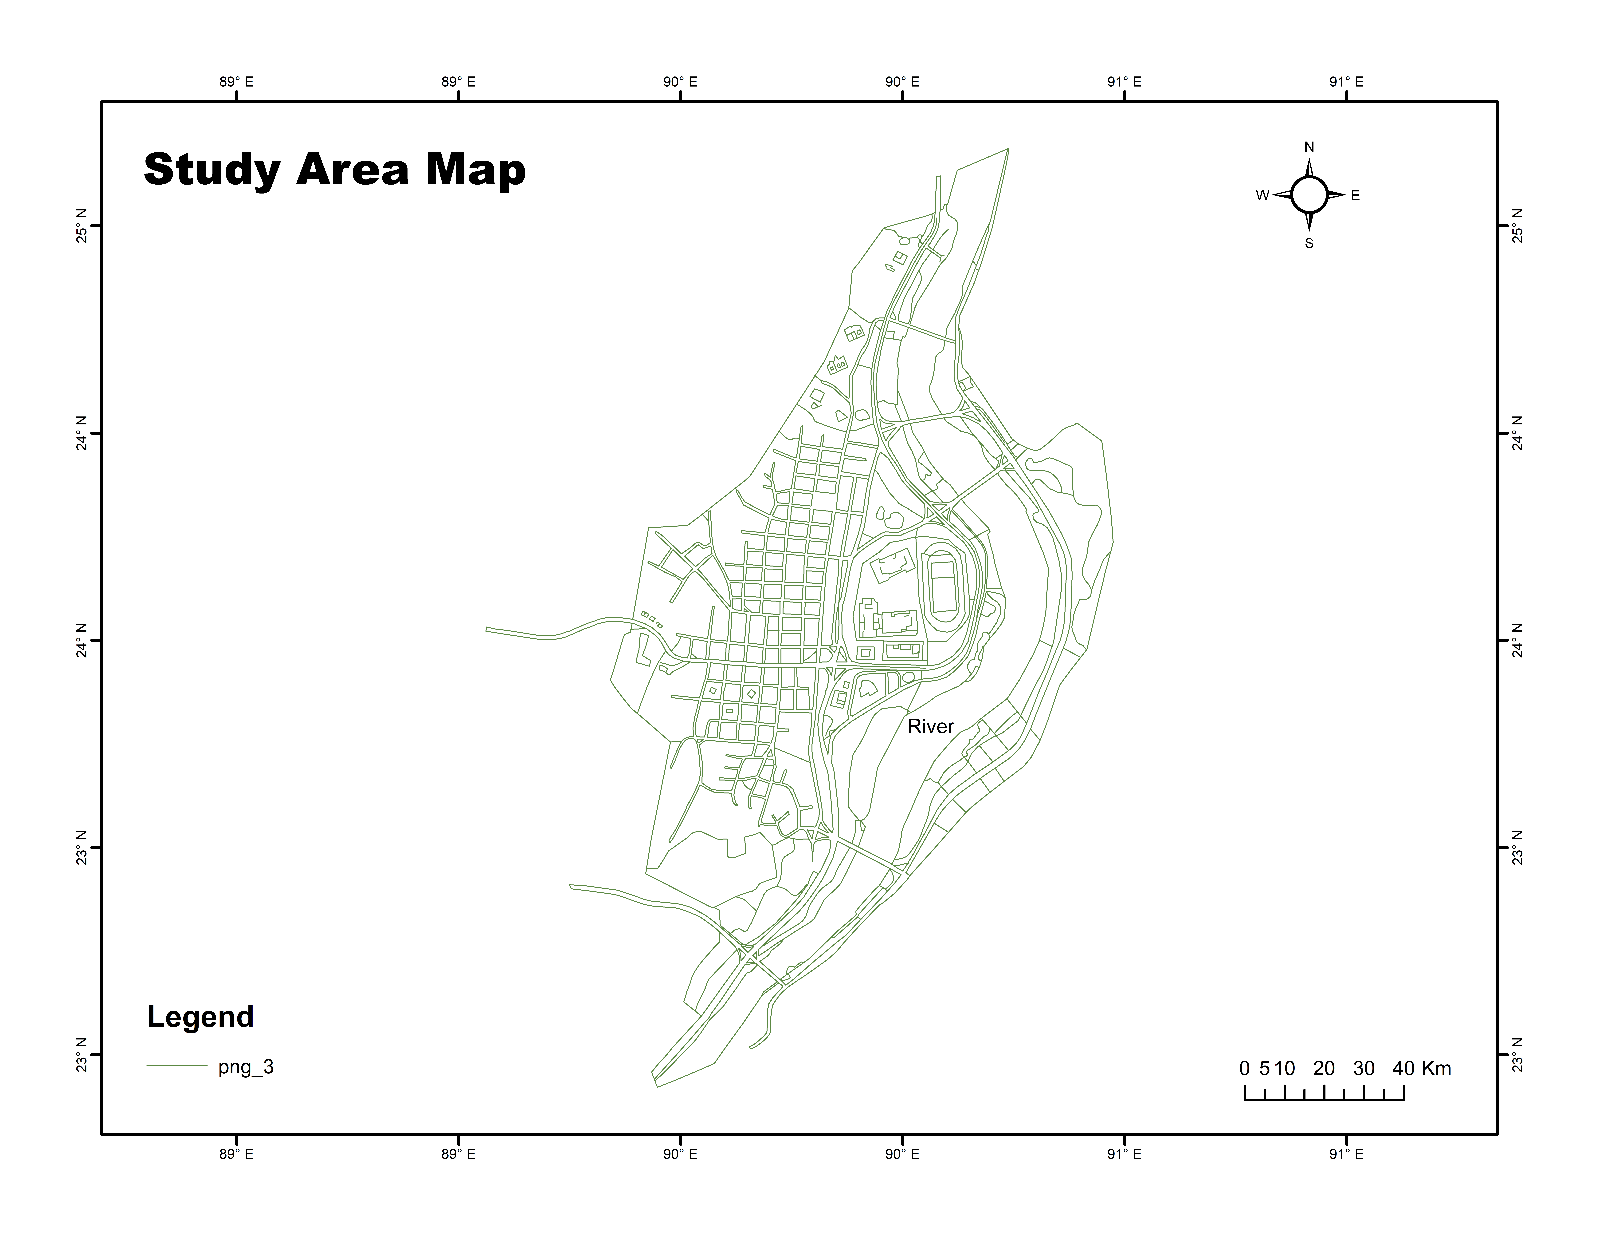 89° E 89° E 90° E 90° E 91° E 91° E
Study Area Map
N
W E
S
25° N 25° N
24° N 24° N
24° N 24° N
River
23° N 23° N
Legend
png_3
23° N 23° N
0 5 10 20 30 40 Km
89° E 89° E 90° E 90° E 91° E 91° E